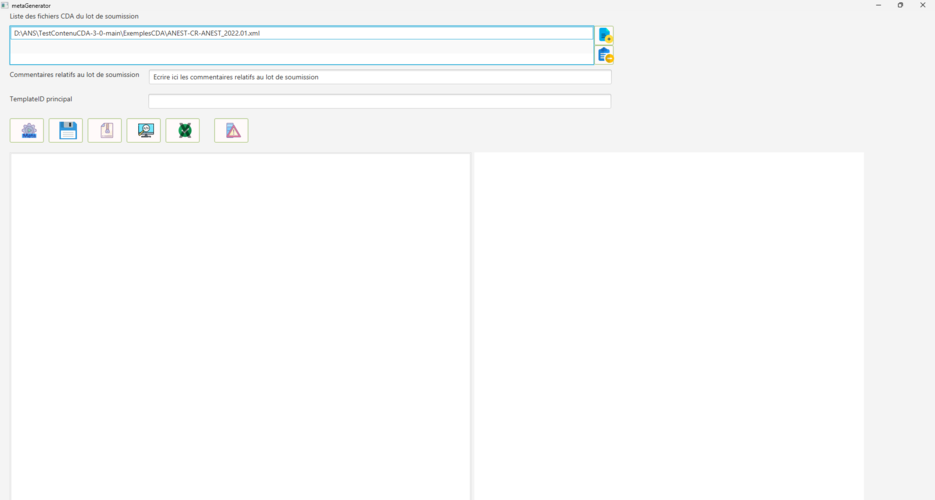 metaGenerator
Liste des fichiers CDA du lot de soumission
D:\ANS\TestContenuCDA-3-0-main\ExemplesCDA\ANEST-CR-ANEST_2022.01.xml
Commentaires relatifs au lot de soumission
Ecrire ici les commentaires relatifs au lot de soumission
TemplateID principal